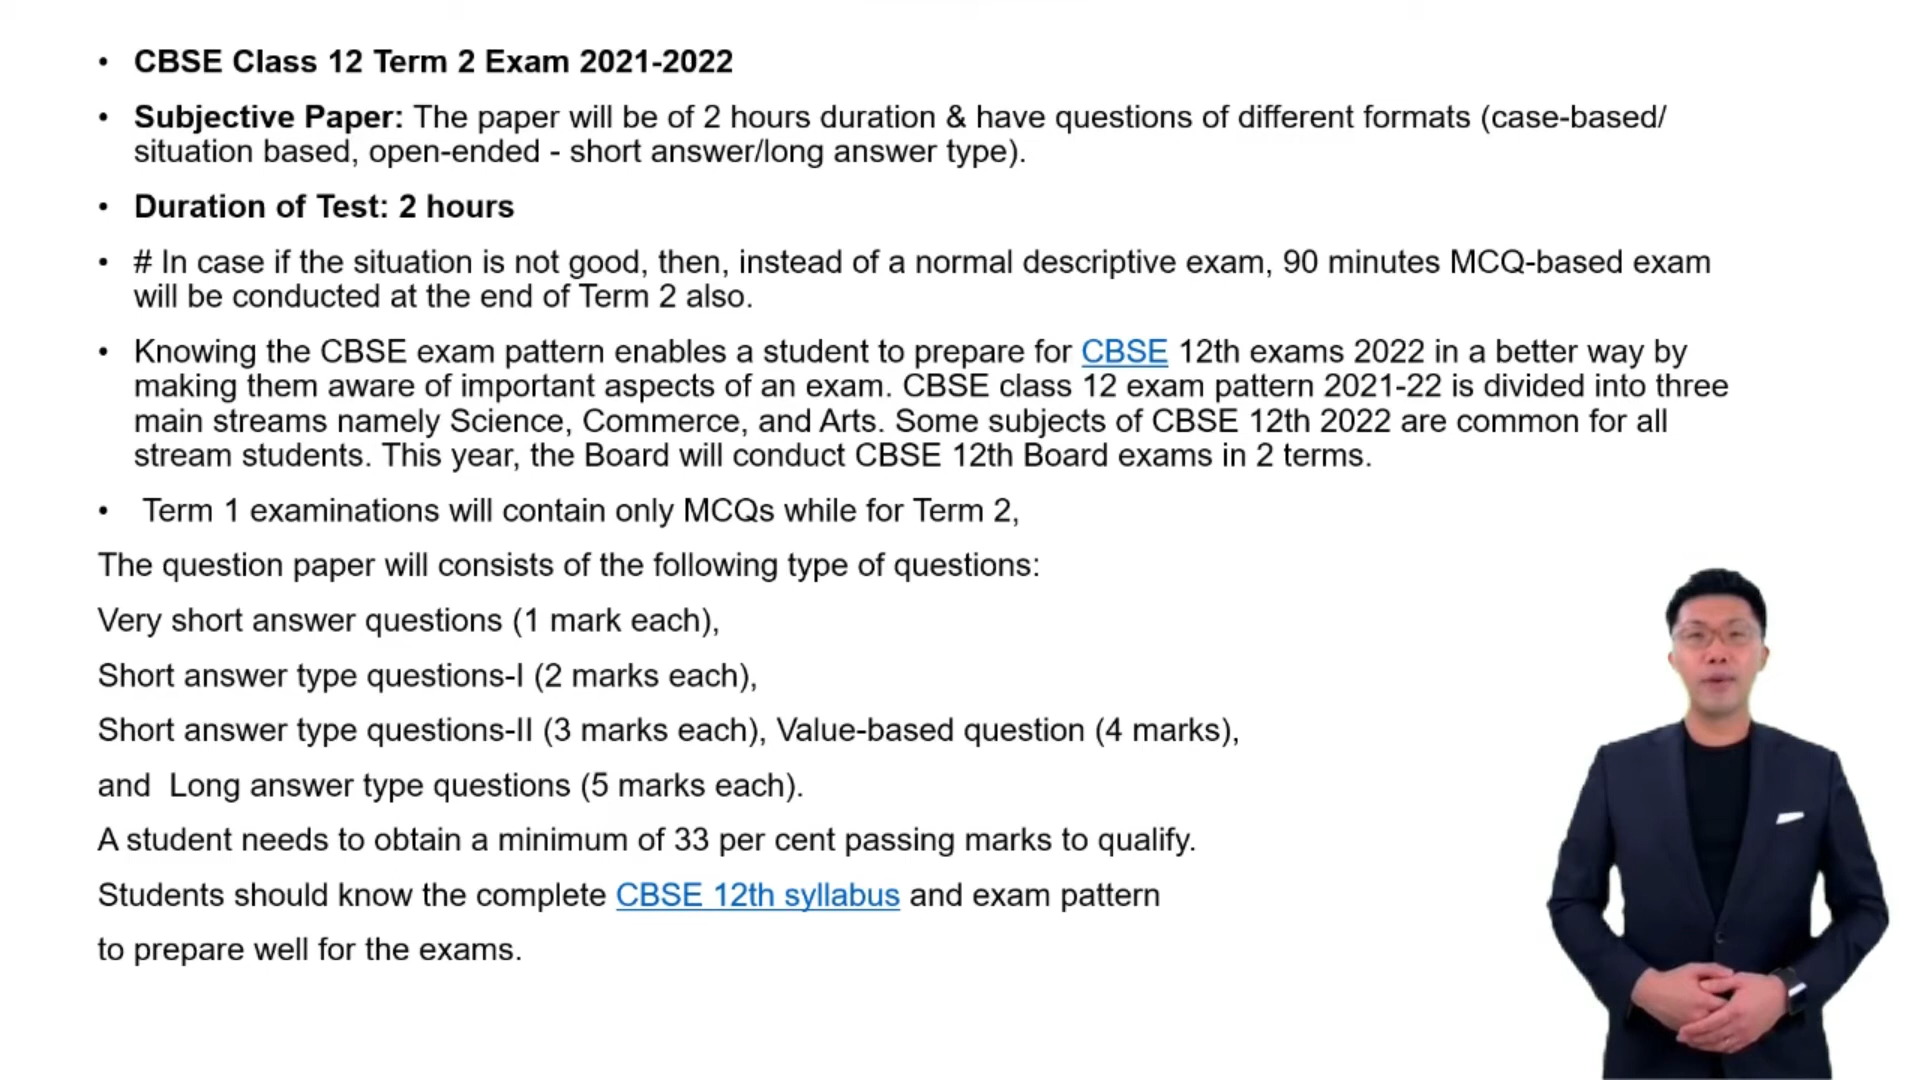 • CBSE Class 12 Term 2 Exam 2021-2022
• Subjective Paper: The paper will be of 2 hours duration & have questions of different formats (case-based/
situation based, open-ended - short answer/long answer type).
• Duration of Test: 2 hours
• # In case if the situation is not good, then, instead of a normal descriptive exam, 90 minutes MCQ-based exam
will be conducted at the end of Term 2 also.
• Knowing the CBSE exam pattern enables a student to prepare for CBSE 12th exams 2022 in a better way by
making them aware of important aspects of an exam. CBSE class 12 exam pattern 2021-22 is divided into three
main streams namely Science, Commerce, and Arts. Some subjects of CBSE 12th 2022 are common for all
stream students. This year, the Board will conduct CBSE 12th Board exams in 2 terms.
• Term 1 examinations will contain only MCQs while for Term 2,
The question paper will consists of the following type of questions:
Very short answer questions (1 mark each),
Short answer type questions-I (2 marks each),
Short answer type questions-II (3 marks each), Value-based question (4 marks),
and Long answer type questions (5 marks each).
A student needs to obtain a minimum of 33 per cent passing marks to qualify.
Students should know the complete CBSE 12th syllabus and exam pattern
to prepare well for the exams.